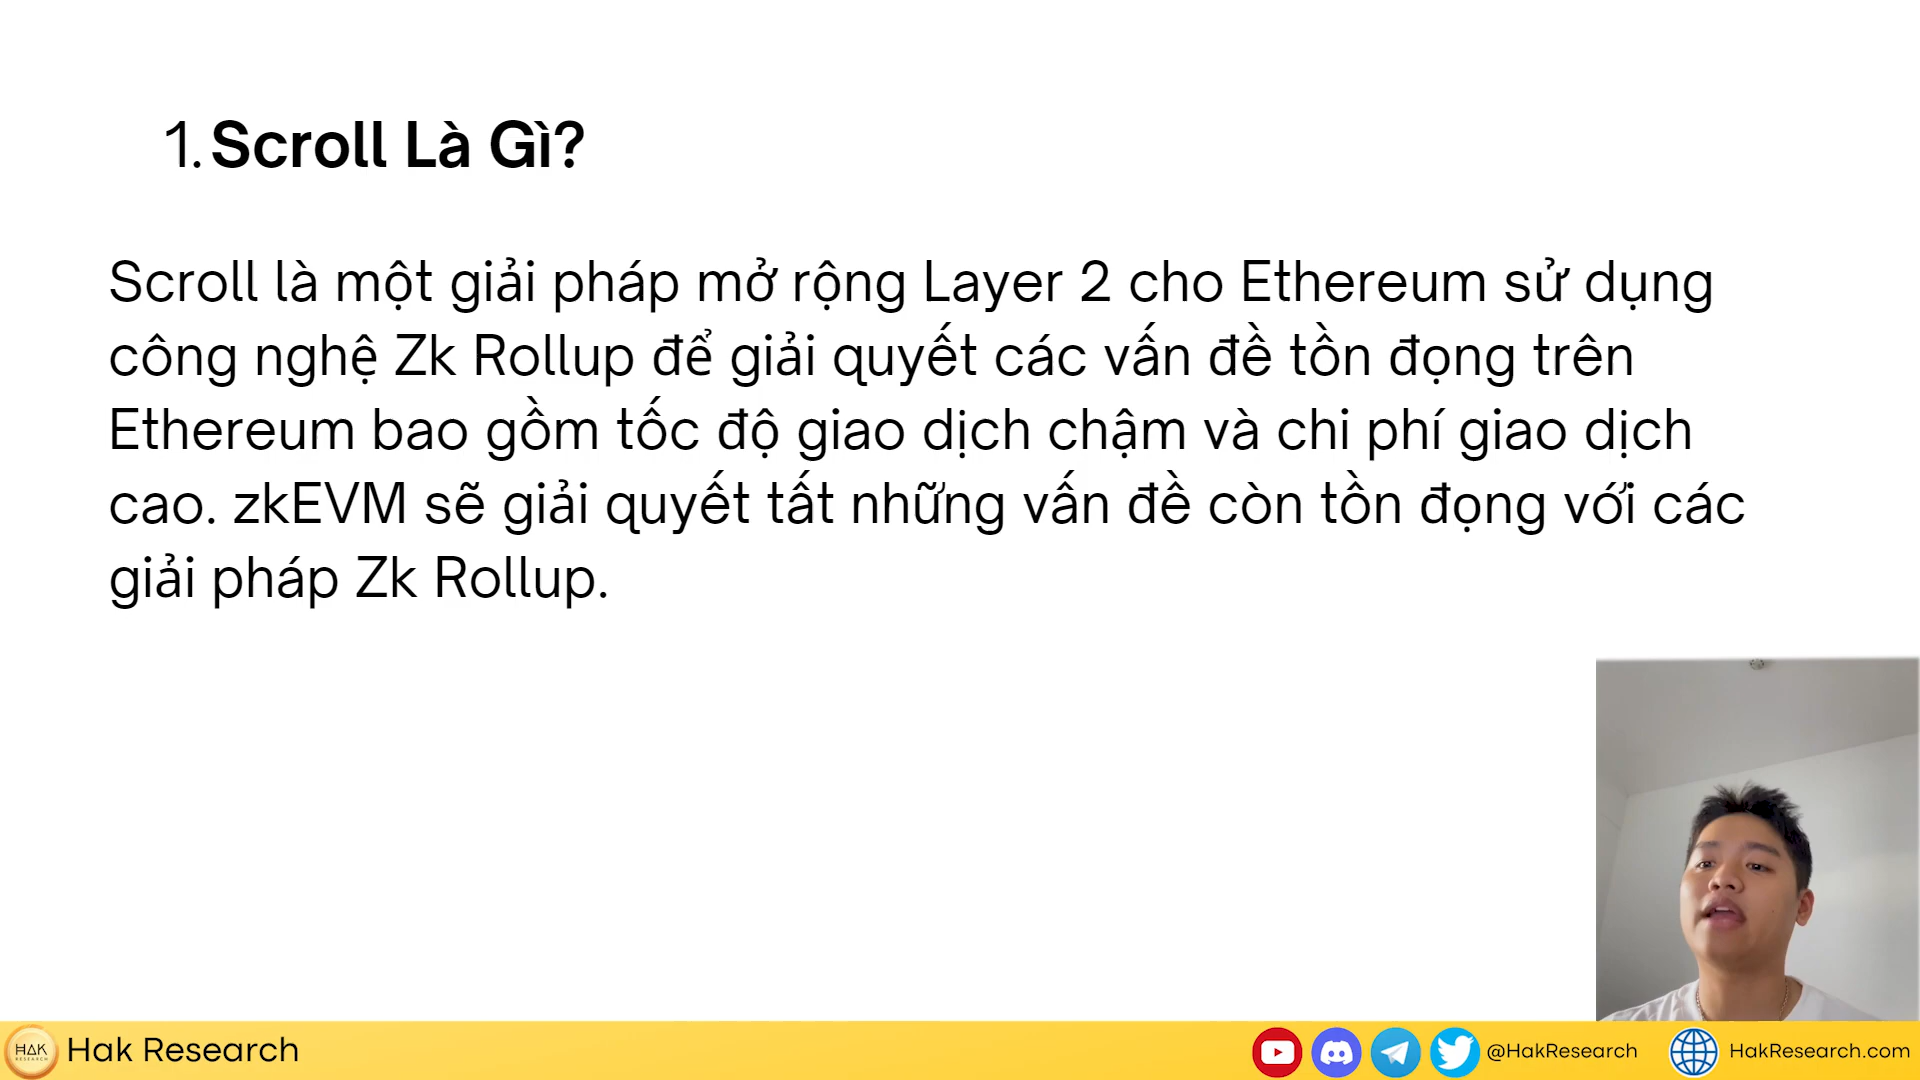 1. Scroll Là Gì?
Scroll là một giải pháp mở rộng Layer 2 cho Ethereum sử dụng
công nghệ Zk Rollup để giải quyết các vấn đề tồn đọng trên
Ethereum bao gồm tốc độ giao dịch chậm và chi phí giao dịch
cao. zkEVM sẽ giải quyết tất những vấn đề còn tồn đọng với các
giải pháp Zk Rollup.
HAK
RESEARCH
Hak Research
@HakResearch
HakResearch.com